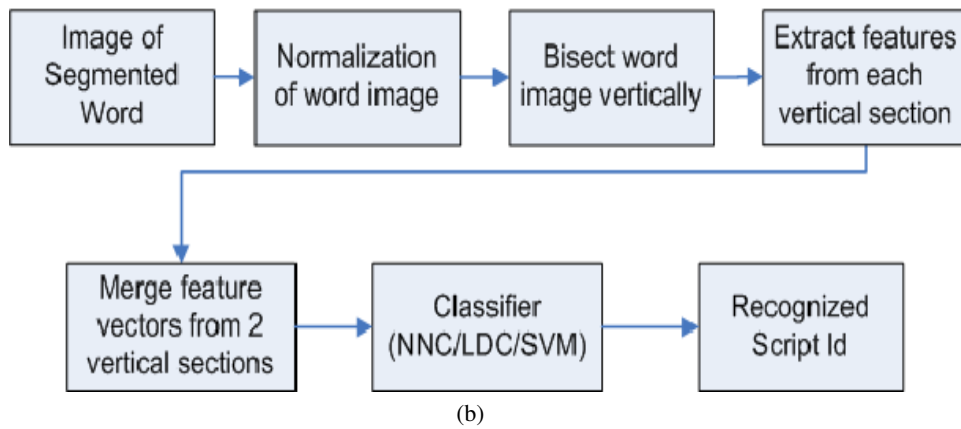 Image of
Segmented
Word
Normalization
of word image
Bisect word
image vertically
Extract features
from each
vertical section
Merge feature
vectors from 2
vertical sections
Classifier
(NNC/LDC/SVM)
Recognized
Script Id
(b)